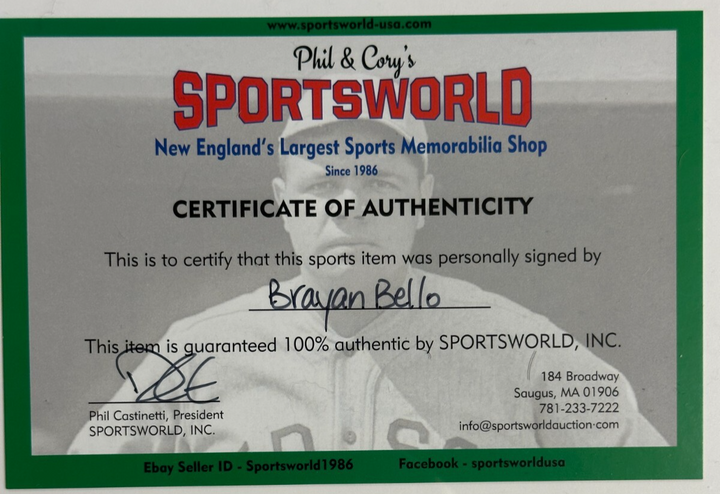 www.sportsworld-usa.com
Phil & Cory's
SPORTSWORLD
New England's Largest Sports Memorabilia Shop
Since 1986
CERTIFICATE OF AUTHENTICITY
This is to certify that this sports item was personally signed by
Brayan Bello
This item is guaranteed 100% authentic by SPORTSWORLD, INC.
184 Broadway
Saugus, MA 01906
781-233-7222
info@sportsworldauction.com
Phil Castinetti, President
SPORTSWORLD, INC.
Ebay Seller ID - Sportsworld1986 Facebook - sportsworldusa